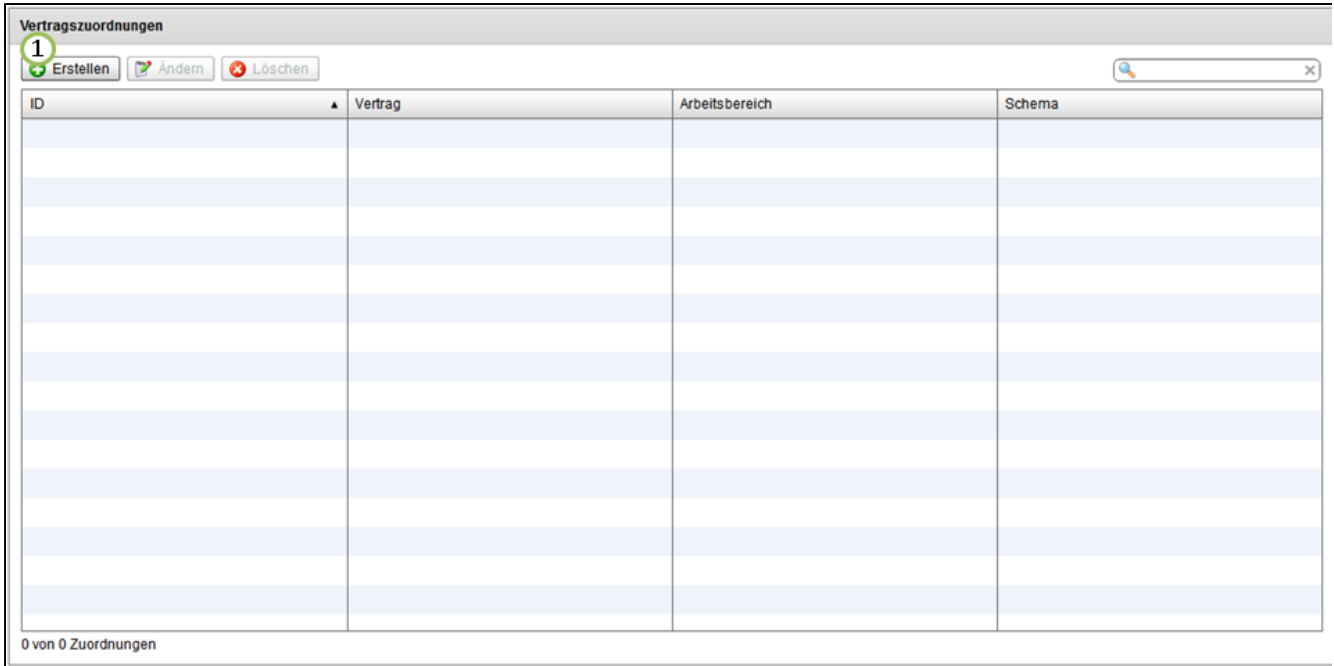 Vertragszuordnungen
1
Erstellen Ändern Löschen
ID Vertrag Arbeitsbereich Schema
0 von 0 Zuordnungen